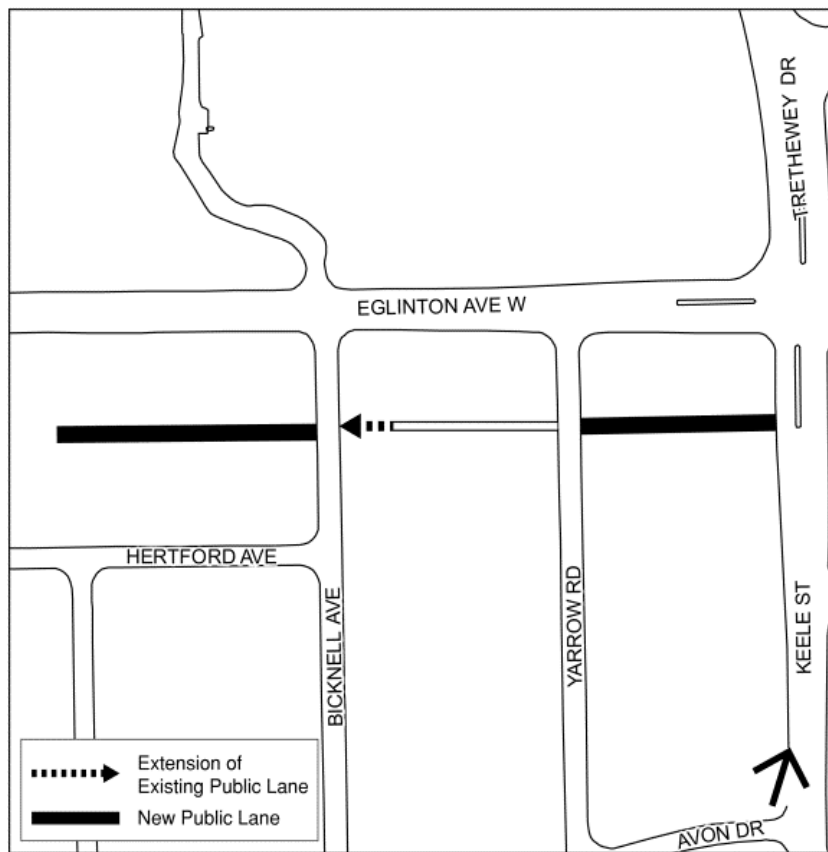 TRETHEWEY DR
EGLINTON AVE W
HERTFORD AVE
BICKNELL AVE
YARROW RD
KEELE ST
AVON DR
Extension of
Existing Public Lane
New Public Lane